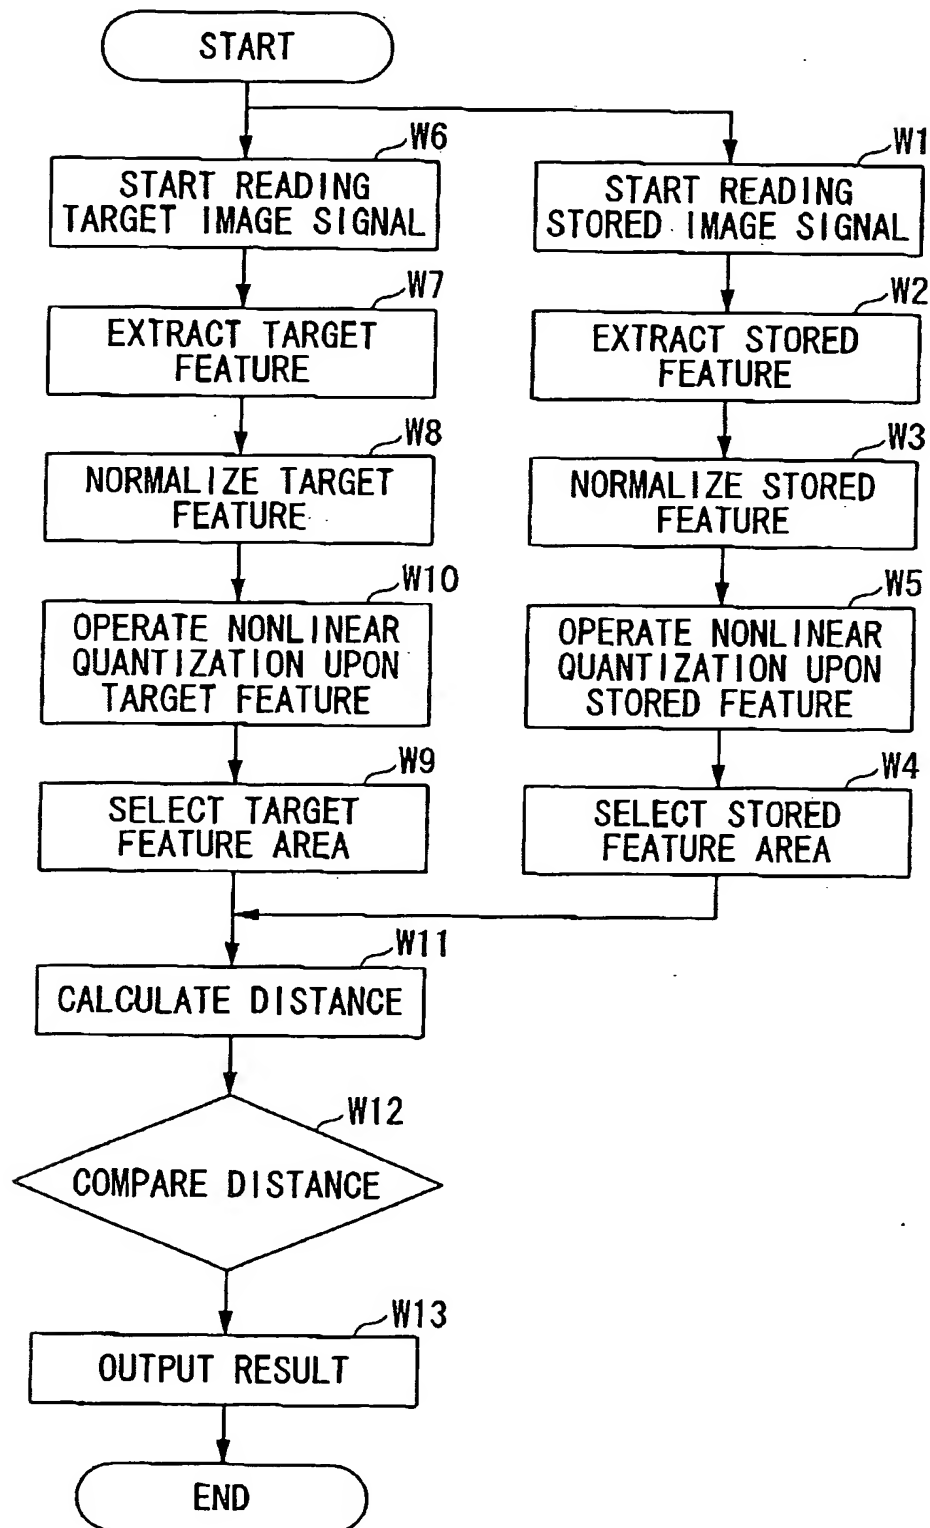 START
W6
START READING
TARGET IMAGE SIGNAL
W1
START READING
STORED IMAGE SIGNAL
W7
EXTRACT TARGET
FEATURE
W2
EXTRACT STORED
FEATURE
W8
NORMALIZE TARGET
FEATURE
W3
NORMALIZE STORED
FEATURE
W10
OPERATE NONLINEAR
QUANTIZATION UPON
TARGET FEATURE
W5
OPERATE NONLINEAR
QUANTIZATION UPON
STORED FEATURE
W9
SELECT TARGET
FEATURE AREA
W4
SELECT STORED
FEATURE AREA
W11
CALCULATE DISTANCE
W12
COMPARE DISTANCE
W13
OUTPUT RESULT
END